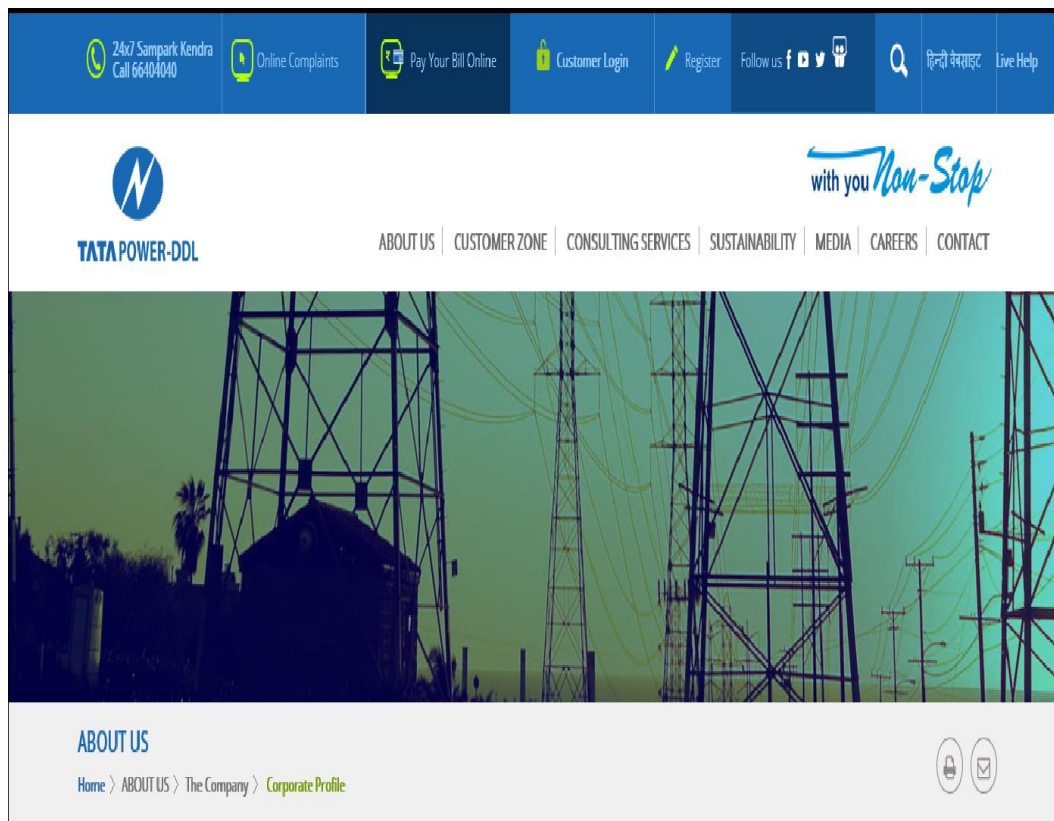 24x7 Sampark Kendra
Call 66404040
Online Complaints
Pay Your Bill Online
Customer Login
Register
Follow us
हिन्दी वेबसाइट
Live Help
with you Non-Stop
TATA POWER-DDL
ABOUT US
CUSTOMER ZONE
CONSULTING SERVICES
SUSTAINABILITY
MEDIA
CAREERS
CONTACT
ABOUT US
Home > ABOUT US > The Company > Corporate Profile